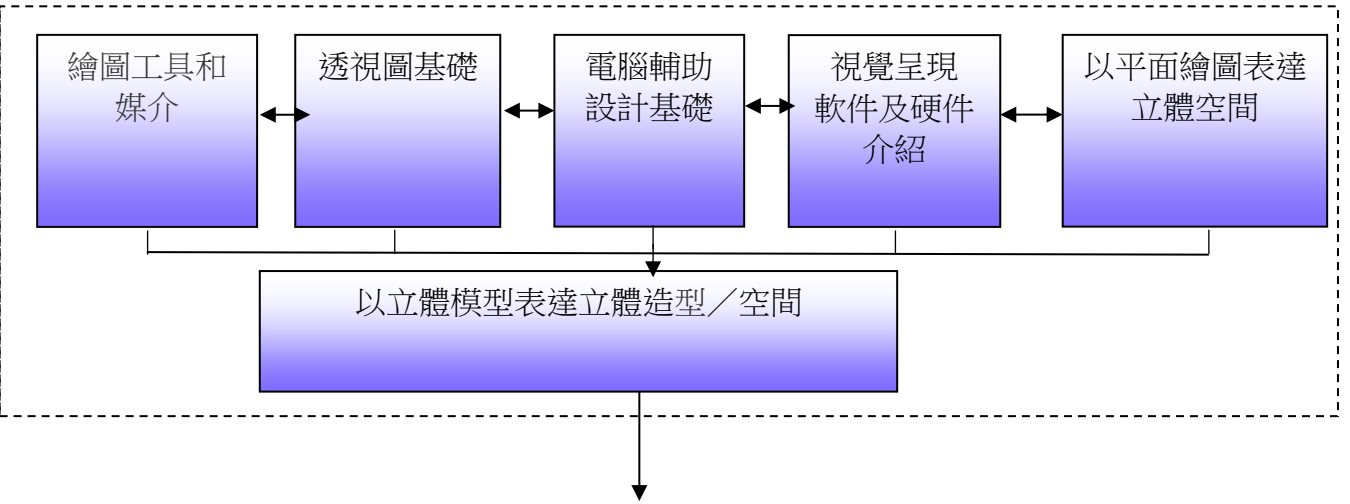 繪圖工具和
媒介
透視圖基礎
電腦輔助
設計基礎
視覺呈現
軟件及硬件
介紹
以平面繪圖表達
立體空間
以立體模型表達立體造型／空間